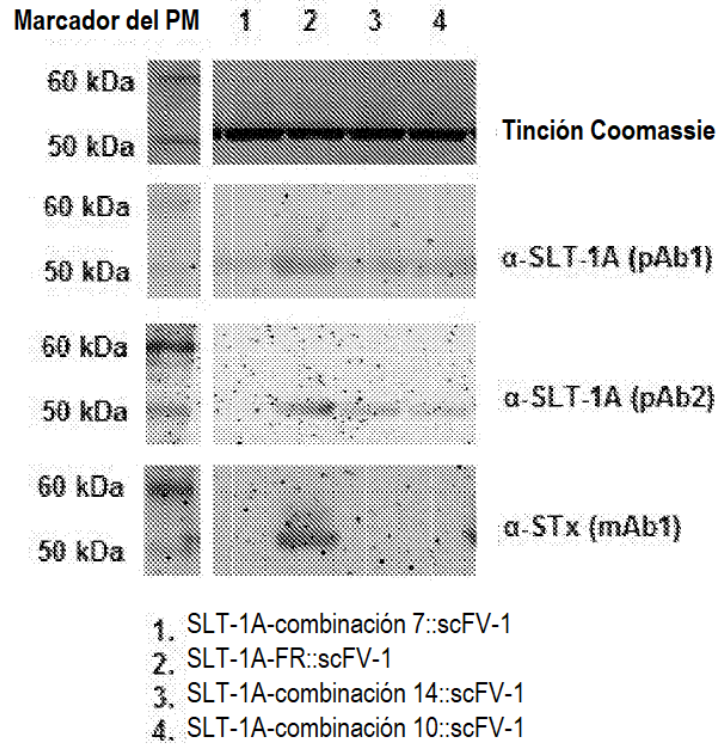 Marcador del PM 1 2 3 4
60 kDa
50 kDa
Tinción Coomassie
60 kDa
50 kDa
α-SLT-1A (pAb1)
60 kDa
50 kDa
α-SLT-1A (pAb2)
60 kDa
50 kDa
α-STx (mAb1)
1. SLT-1A-combinación 7::scFV-1
2. SLT-1A-FR::scFV-1
3. SLT-1A-combinación 14::scFV-1
4. SLT-1A-combinación 10::scFV-1